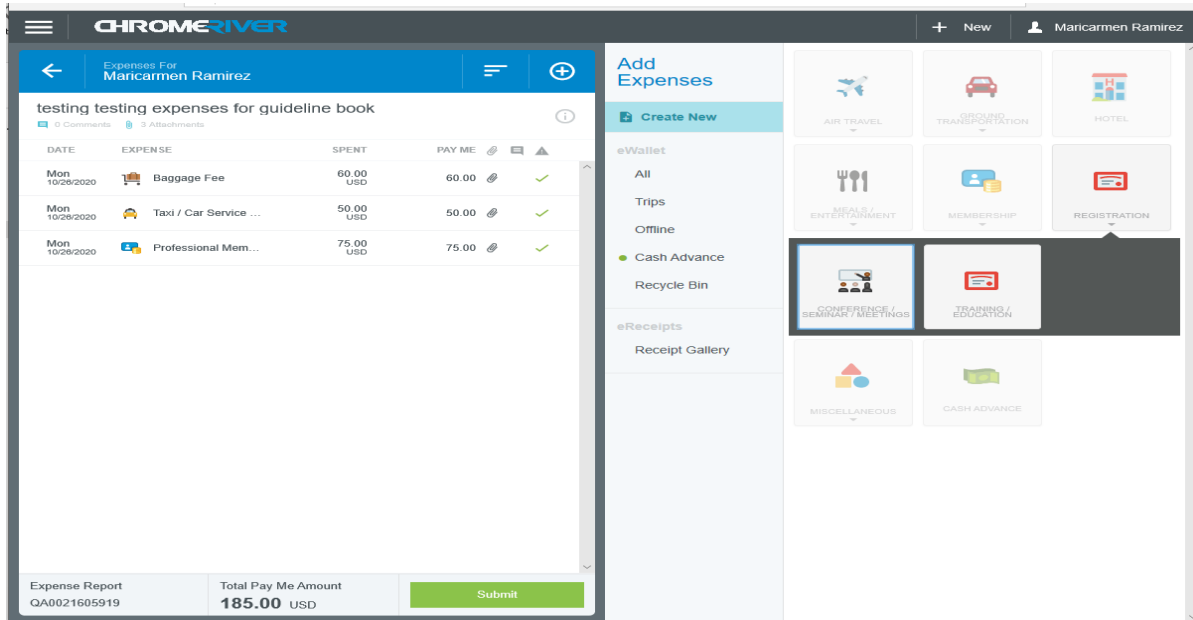 CHROMERIVER
New
Maricarmen Ramirez
Expenses For
Maricarmen Ramirez
testing testing expenses for guideline book
0 Comments 3 Attachments
DATE EXPENSE SPENT PAY ME
Mon
10/26/2020
Baggage Fee
60.00
USD
60.00
Mon
10/26/2020
Taxi / Car Service ...
50.00
USD
50.00
Mon
10/26/2020
Professional Mem...
75.00
USD
75.00
Expense Report
QA0021605919
Total Pay Me Amount
185.00 USD
Submit
Add
Expenses
Create New
eWallet
All
Trips
Offline
Cash Advance
Recycle Bin
eReceipts
Receipt Gallery
AIR TRAVEL
GROUND
TRANSPORTATION
HOTEL
MEALS /
ENTERTAINMENT
MEMBERSHIP
REGISTRATION
CONFERENCE /
SEMINAR / MEETINGS
TRAINING /
EDUCATION
MISCELLANEOUS
CASH ADVANCE